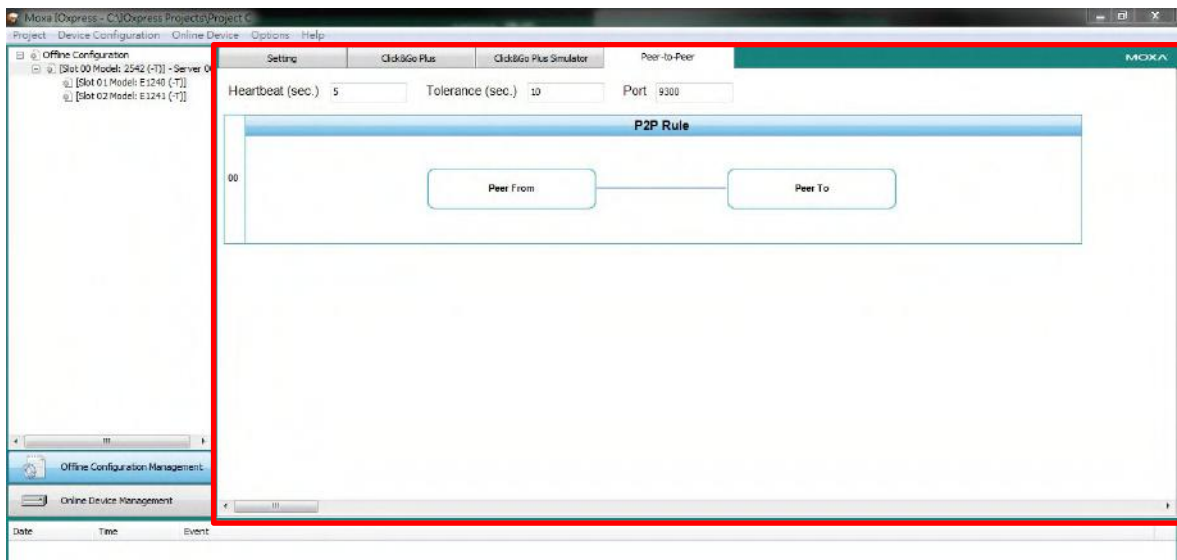 Moxa IOxpress - C:\IOxpress Projects\Project C
Project Device Configuration Online Device Options Help
Offline Configuration
[Slot 00 Model: 2542 (-T)] - Server 0
[Slot 01 Model: E1240 (-T)]
[Slot 02 Model: E1241 (-T)]
Setting Click&Go Plus Click&Go Plus Simulator Peer-to-Peer MOXA
Heartbeat (sec.) 5 Tolerance (sec.) 10 Port 9300
P2P Rule
00
Peer From Peer To
Offline Configuration Management
Online Device Management
Date Time Event